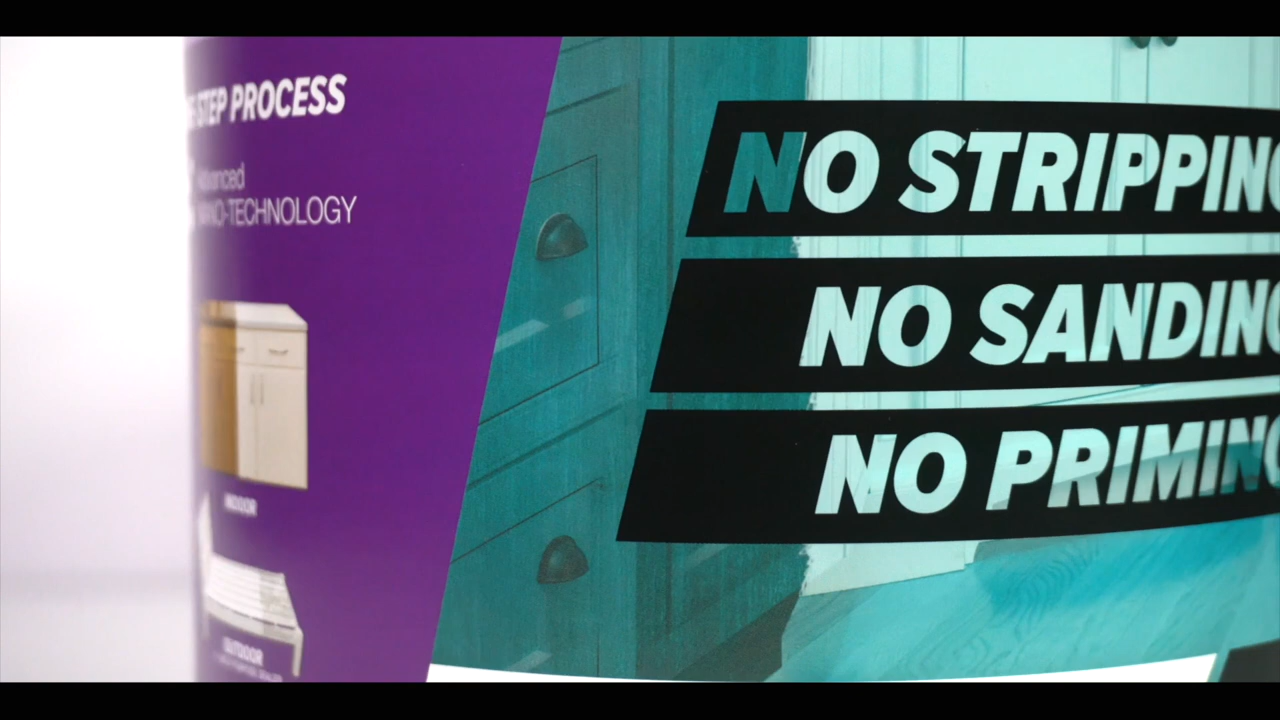 STEP PROCESS
Advanced
NANO-TECHNOLOGY
INDOOR
OUTDOOR
NO STRIPPING
NO SANDING
NO PRIMING